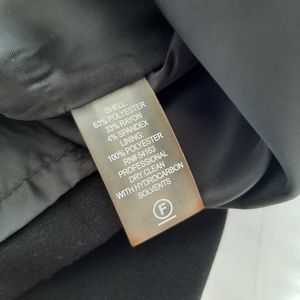 SHELL:
63% POLYESTER
33% RAYON
4% SPANDEX
LINING:
100% POLYESTER
RN# 54163
PROFESSIONAL
DRY CLEAN
WITH HYDROCARBON
SOLVENTS
F